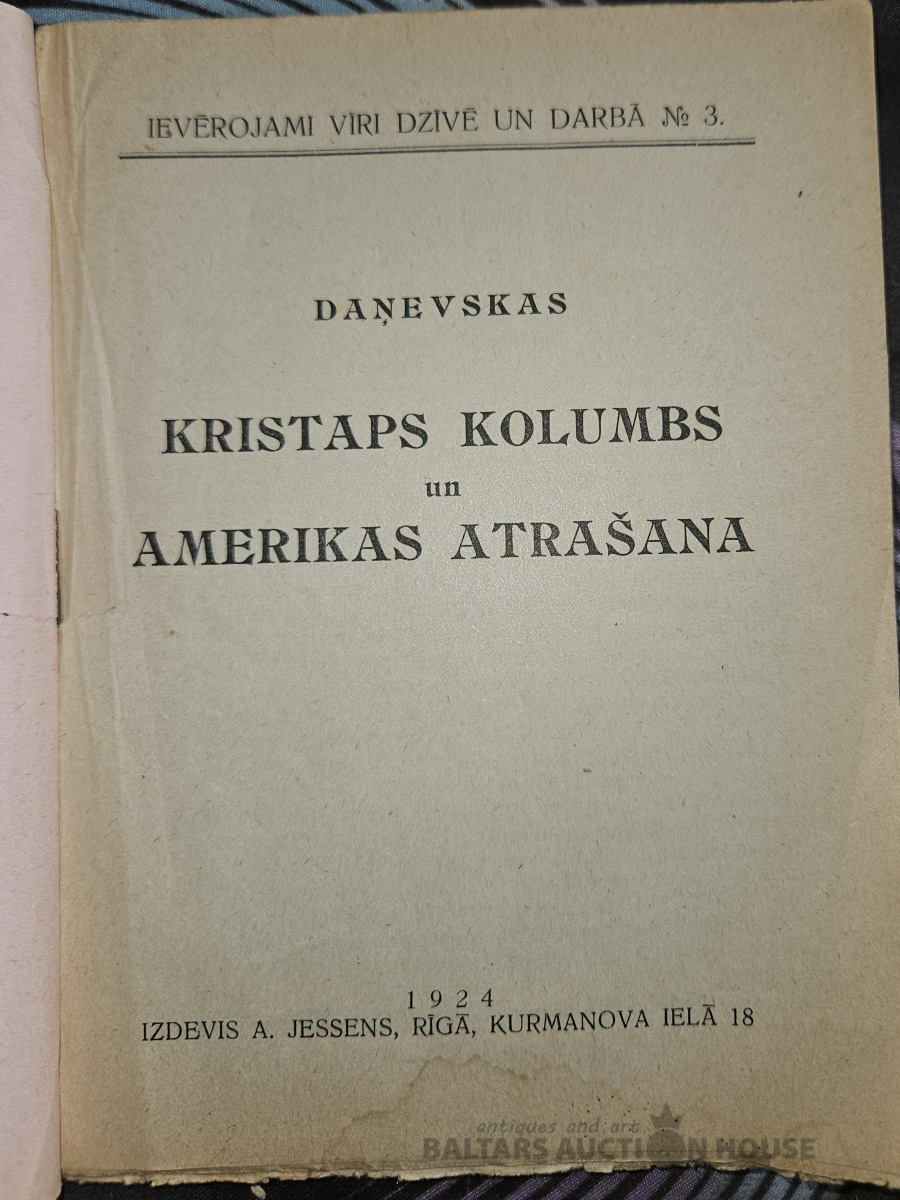 IEVĒROJAMI VĪRI DZĪVĒ UN DARBĀ № 3.
DAŅEVSKAS
KRISTAPS KOLUMBS
un
AMERIKAS ATRAŠANA
1924
IZDEVIS A. JESSENS, RĪGĀ, KURMANOVA IELĀ 18
antiques and art
BALTARS AUCTION HOUSE